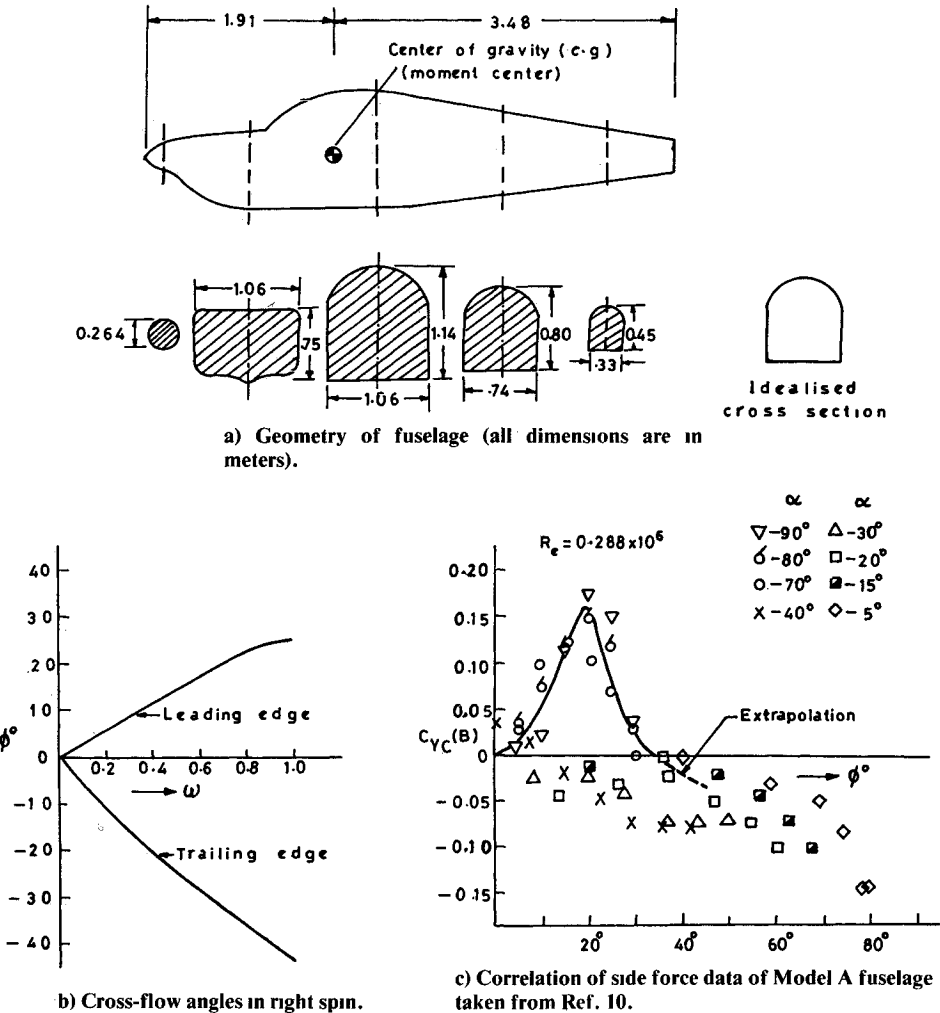 1.91
3.48
Center of gravity (c.g)
(moment center)
1.06
0.264
.75
1.14
1.06
0.80
.74
0.45
.33
Idealised
cross section
a) Geometry of fuselage (all dimensions are in
meters).
40
30
20
10
0
-10
-20
-30
-40
ϕ°
0.2 0.4 0.6 0.8 1.0
ω
Leading edge
Trailing edge
b) Cross-flow angles in right spin.
α α
▽-90° △-30°
-80° □-20°
○-70° -15°
×-40° ◇-5°
Re = 0.288x10⁶
0.20
0.15
0.10
0.05
0
-0.05
-0.10
-0.15
CYC(B)
Extrapolation
ϕ°
20° 40° 60° 80°
c) Correlation of side force data of Model A fuselage
taken from Ref. 10.